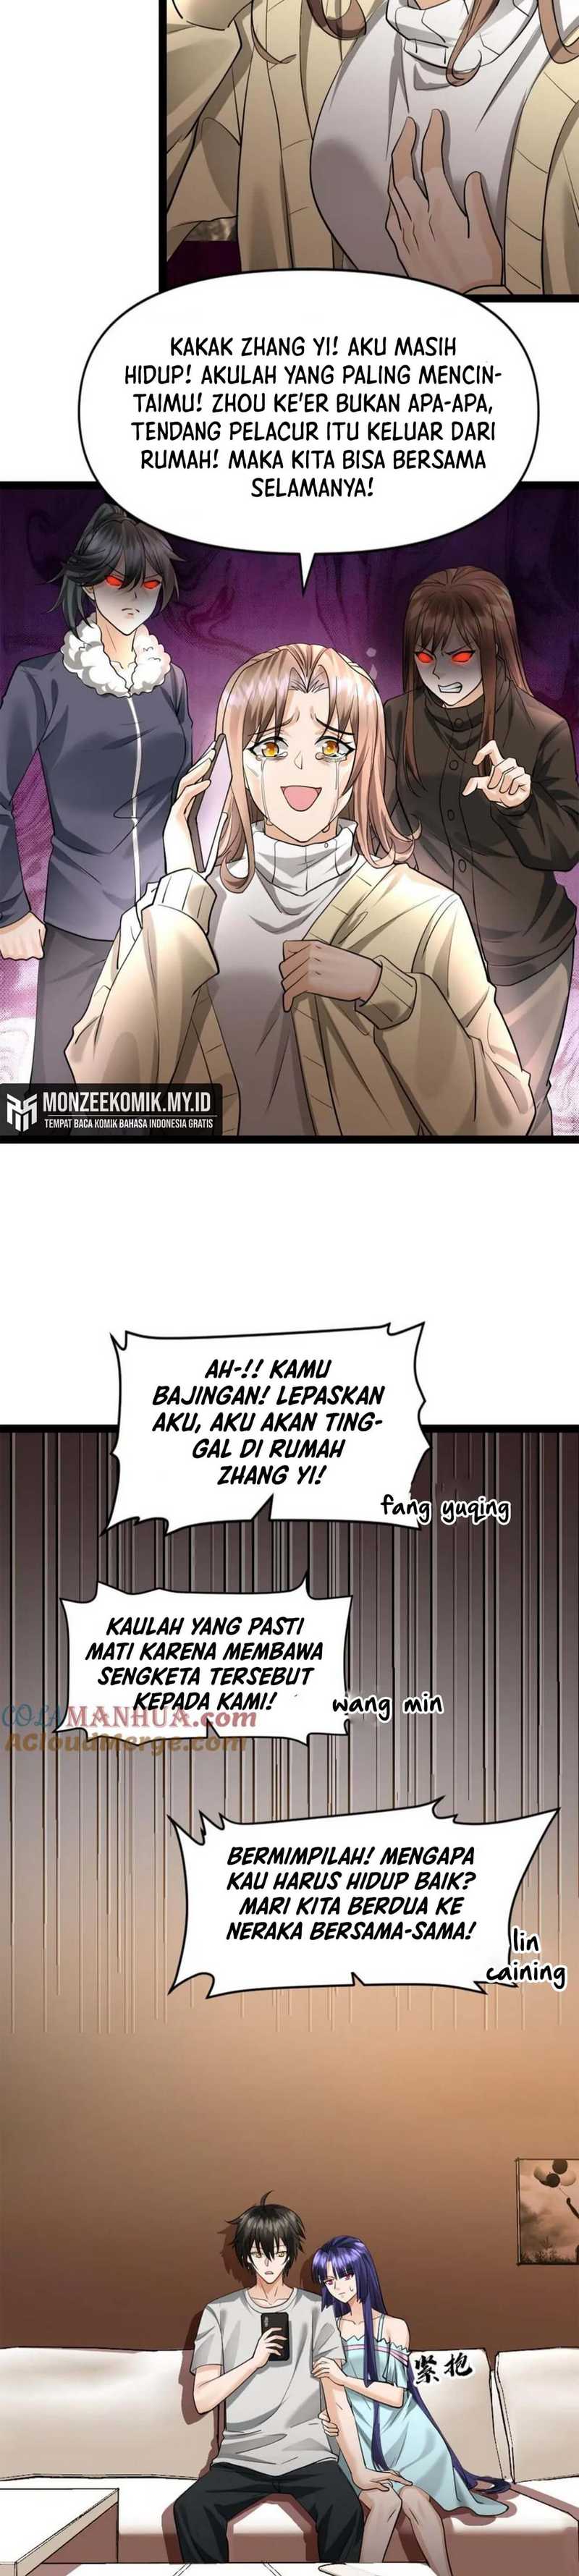 KAKAK ZHANG YI! AKU MASIH
HIDUP! AKULAH YANG PALING MENCIN-
TAIMU! ZHOU KE'ER BUKAN APA-APA,
TENDANG PELACUR ITU KELUAR DARI
RUMAH! MAKA KITA BISA BERSAMA
SELAMANYA!
MONZEEKOMIK.MY.ID
TEMPAT BACA KOMIK BAHASA INDONESIA GRATIS
AH-!! KAMU
BAJINGAN! LEPASKAN
AKU, AKU AKAN TING-
GAL DI RUMAH
ZHANG YI!
fang yuqing
KAULAH YANG PASTI
MATI KARENA MEMBAWA
SENGKETA TERSEBUT
KEPADA KAMI!
wang min
COLAMANHUA.com
ACloudMerge.com
BERMIMPILAH! MENGAPA
KAU HARUS HIDUP BAIK?
MARI KITA BERDUA KE
NERAKA BERSAMA-SAMA!
lin
caining
紧抱